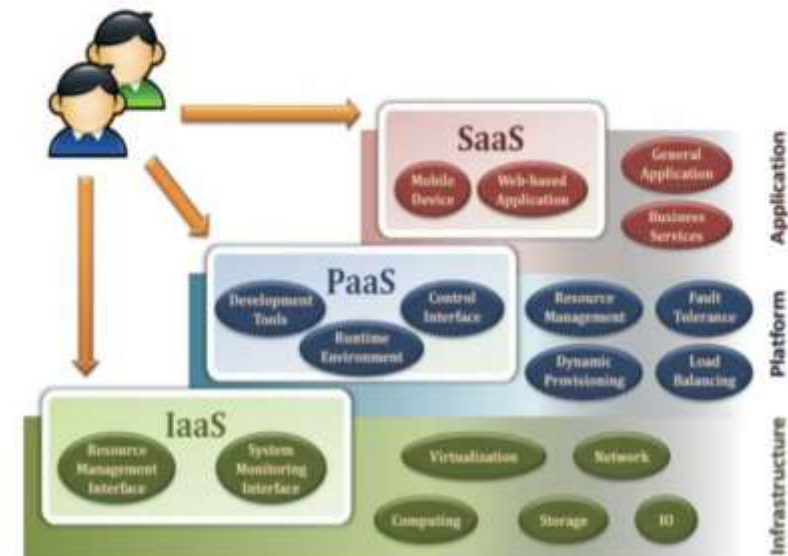 SaaS
Mobile
Device
Web-based
Application
General
Application
Business
Services
Application
PaaS
Development
Tools
Control
Interface
Runtime
Environment
Resource
Management
Fault
Tolerance
Dynamic
Provisioning
Load
Balancing
Platform
IaaS
Resource
Management
Interface
System
Monitoring
Interface
Virtualization
Network
Computing
Storage
IO
Infrastructure